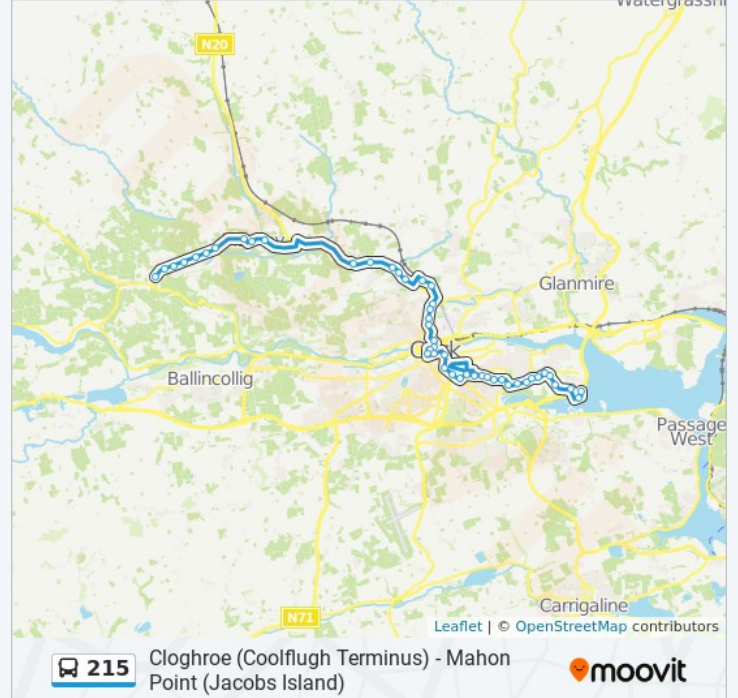 Watergrasshi
N20
Glanmire
Ballincollig
Passage
West
N71
Carrigaline
Leaflet | © OpenStreetMap contributors
215
Cloghroe (Coolflugh Terminus) - Mahon
Point (Jacobs Island)
moovit